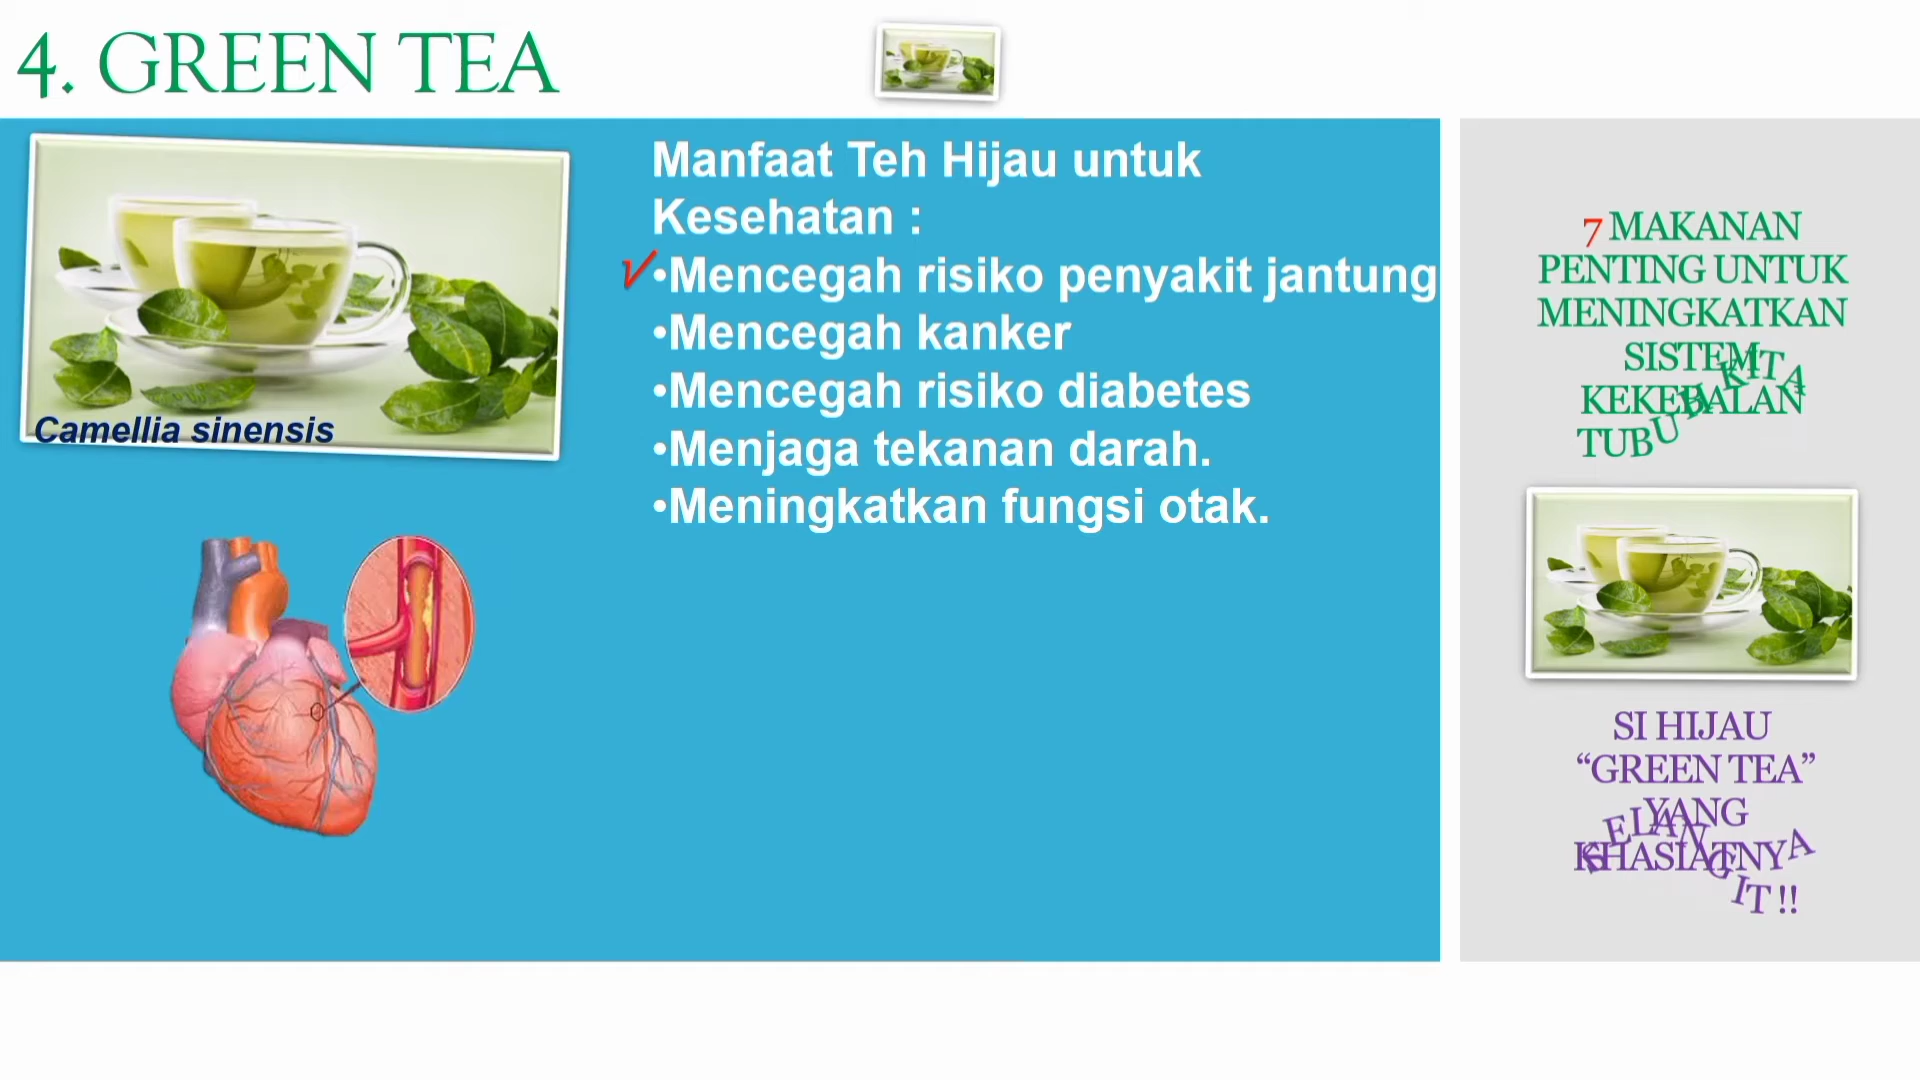 4. GREEN TEA
Camellia sinensis
Manfaat Teh Hijau untuk
Kesehatan :
•Mencegah risiko penyakit jantung
•Mencegah kanker
•Mencegah risiko diabetes
•Menjaga tekanan darah.
•Meningkatkan fungsi otak.
7 MAKANAN
PENTING UNTUK
MENINGKATKAN
SISTEM
KEKEBALAN
TUBUH KITA
SI HIJAU
“GREEN TEA”
YANG
KHASIATNYA
SELANGIT !!